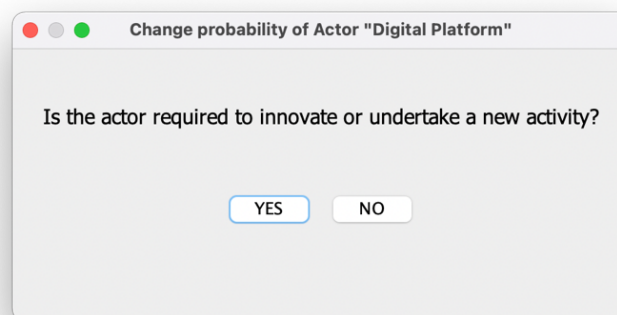 Change probability of Actor "Digital Platform"
Is the actor required to innovate or undertake a new activity?
YES NO